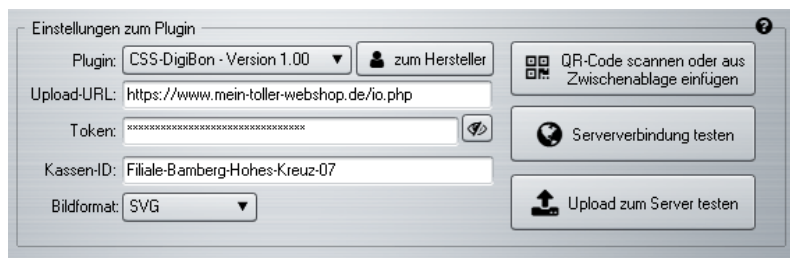 Einstellungen zum Plugin
Plugin: CSS-DigiBon - Version 1.00 zum Hersteller
Upload-URL: https://www.mein-toller-webshop.de/io.php
Token: ********************************
Kassen-ID: Filiale-Bamberg-Hohes-Kreuz-07
Bildformat: SVG
QR-Code scannen oder aus
Zwischenablage einfügen
Serververbindung testen
Upload zum Server testen